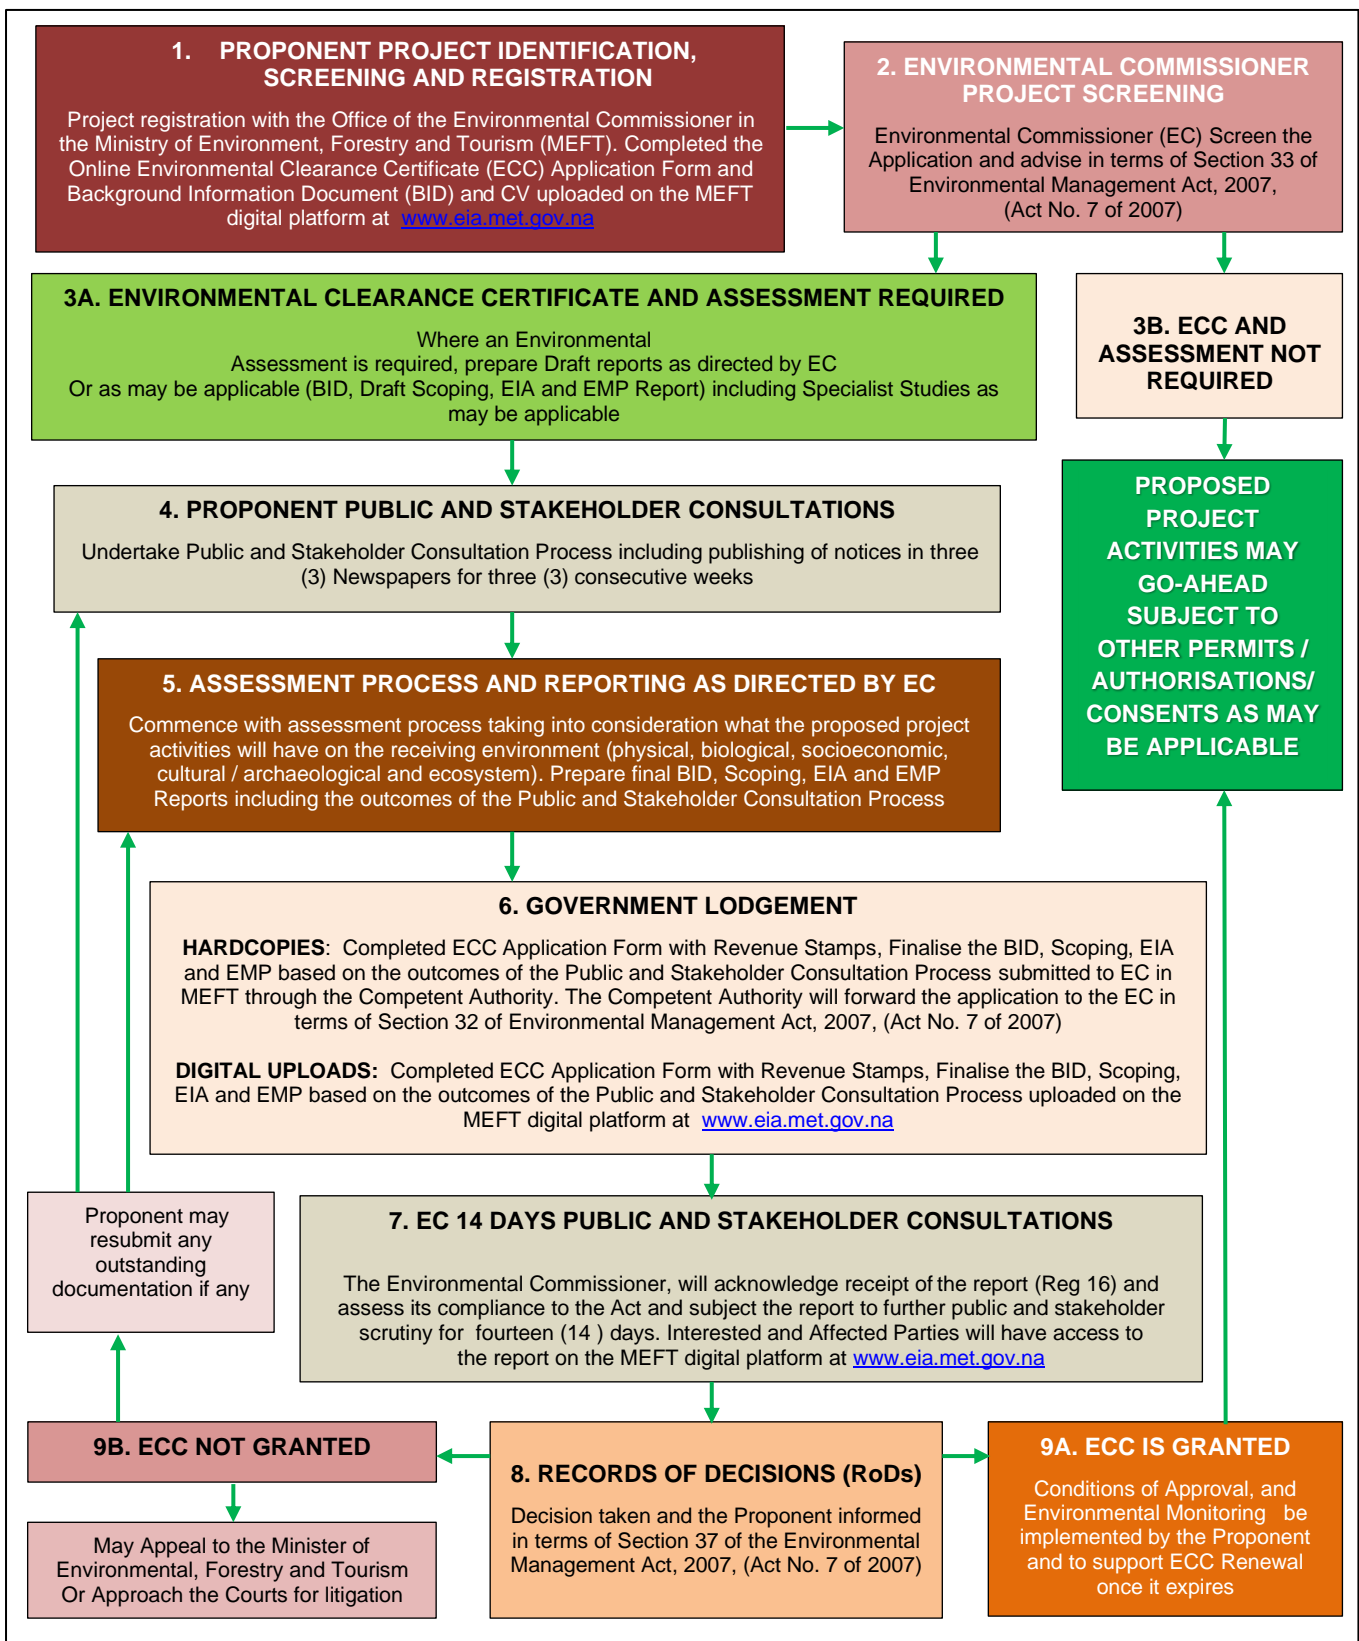 1. PROPONENT PROJECT IDENTIFICATION,
SCREENING AND REGISTRATION
Project registration with the Office of the Environmental Commissioner in
the Ministry of Environment, Forestry and Tourism (MEFT). Completed the
Online Environmental Clearance Certificate (ECC) Application Form and
Background Information Document (BID) and CV uploaded on the MEFT
digital platform at www.eia.met.gov.na
2. ENVIRONMENTAL COMMISSIONER
PROJECT SCREENING
Environmental Commissioner (EC) Screen the
Application and advise in terms of Section 33 of
Environmental Management Act, 2007,
(Act No. 7 of 2007)
3A. ENVIRONMENTAL CLEARANCE CERTIFICATE AND ASSESSMENT REQUIRED
Where an Environmental
Assessment is required, prepare Draft reports as directed by EC
Or as may be applicable (BID, Draft Scoping, EIA and EMP Report) including Specialist Studies as
may be applicable
3B. ECC AND
ASSESSMENT NOT
REQUIRED
4. PROPONENT PUBLIC AND STAKEHOLDER CONSULTATIONS
Undertake Public and Stakeholder Consultation Process including publishing of notices in three
(3) Newspapers for three (3) consecutive weeks
PROPOSED
PROJECT
ACTIVITIES MAY
GO-AHEAD
SUBJECT TO
OTHER PERMITS /
AUTHORISATIONS/
CONSENTS AS MAY
BE APPLICABLE
5. ASSESSMENT PROCESS AND REPORTING AS DIRECTED BY EC
Commence with assessment process taking into consideration what the proposed project
activities will have on the receiving environment (physical, biological, socioeconomic,
cultural / archaeological and ecosystem). Prepare final BID, Scoping, EIA and EMP
Reports including the outcomes of the Public and Stakeholder Consultation Process
6. GOVERNMENT LODGEMENT
HARDCOPIES: Completed ECC Application Form with Revenue Stamps, Finalise the BID, Scoping, EIA
and EMP based on the outcomes of the Public and Stakeholder Consultation Process submitted to EC in
MEFT through the Competent Authority. The Competent Authority will forward the application to the EC in
terms of Section 32 of Environmental Management Act, 2007, (Act No. 7 of 2007)
DIGITAL UPLOADS: Completed ECC Application Form with Revenue Stamps, Finalise the BID, Scoping,
EIA and EMP based on the outcomes of the Public and Stakeholder Consultation Process uploaded on the
MEFT digital platform at www.eia.met.gov.na
Proponent may
resubmit any
outstanding
documentation if any
7. EC 14 DAYS PUBLIC AND STAKEHOLDER CONSULTATIONS
The Environmental Commissioner, will acknowledge receipt of the report (Reg 16) and
assess its compliance to the Act and subject the report to further public and stakeholder
scrutiny for fourteen (14 ) days. Interested and Affected Parties will have access to
the report on the MEFT digital platform at www.eia.met.gov.na
9B. ECC NOT GRANTED
May Appeal to the Minister of
Environmental, Forestry and Tourism
Or Approach the Courts for litigation
8. RECORDS OF DECISIONS (RoDs)
Decision taken and the Proponent informed
in terms of Section 37 of the Environmental
Management Act, 2007, (Act No. 7 of 2007)
9A. ECC IS GRANTED
Conditions of Approval, and
Environmental Monitoring be
implemented by the Proponent
and to support ECC Renewal
once it expires